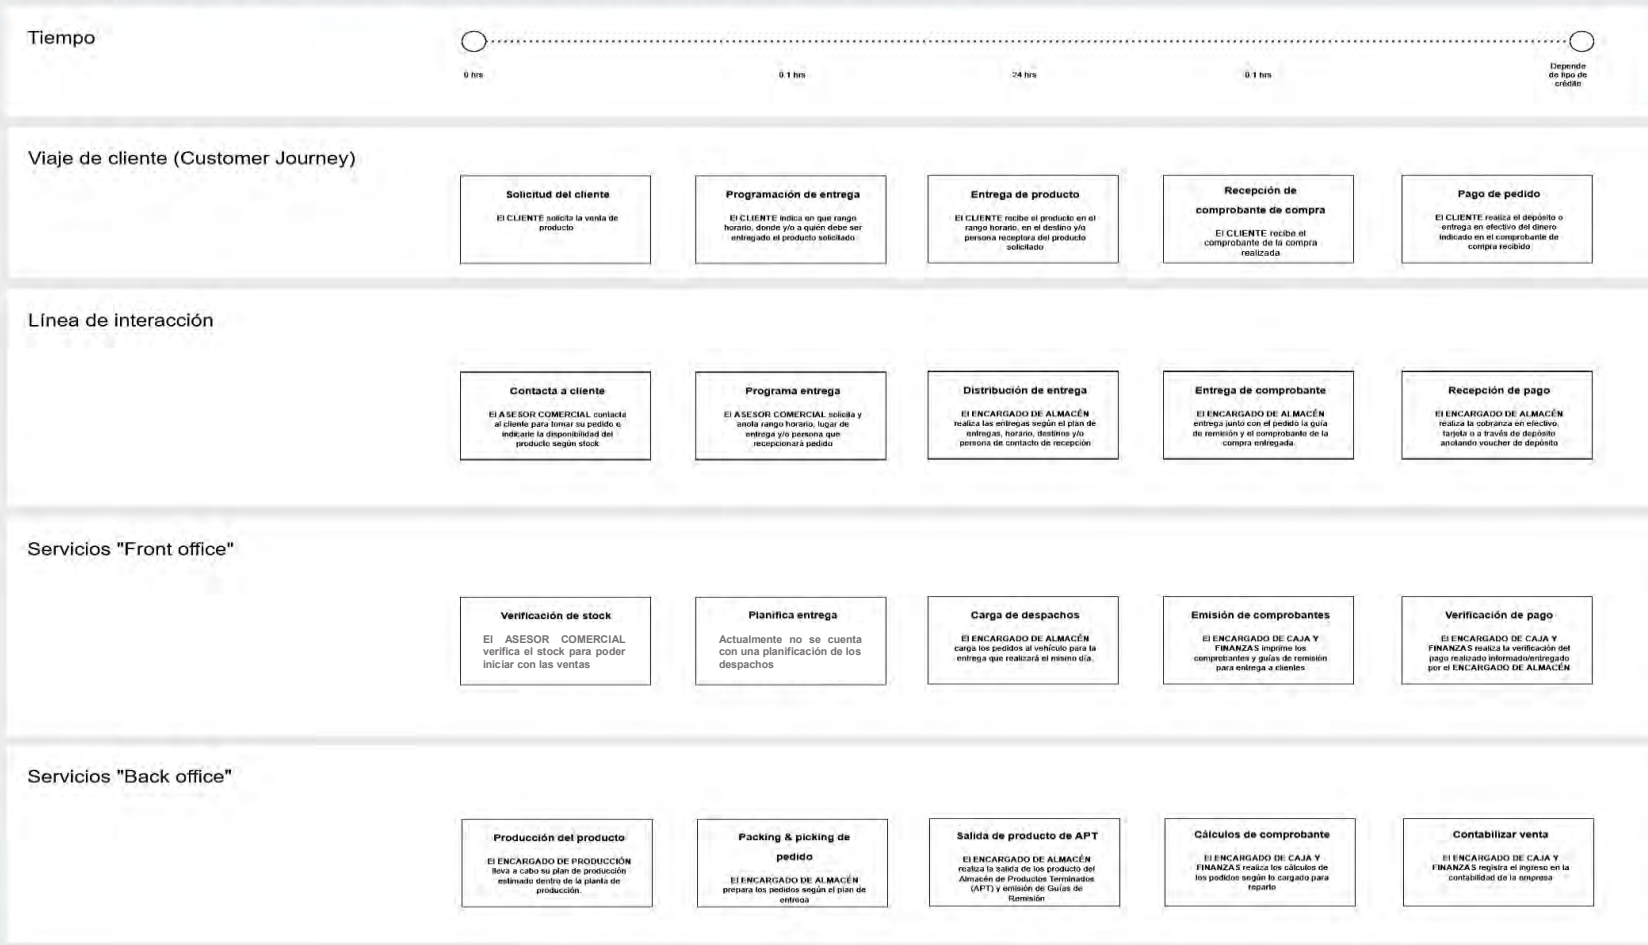 Tiempo
0 hrs
0.1 hrs
24 hrs
0.1 hrs
Depende
de tipo de
crédito
Viaje de cliente (Customer Journey)
Solicitud del cliente
El CLIENTE solicita la venta de
producto
Programación de entrega
El CLIENTE indica en que rango
horario, donde y/o a quién debe ser
entregado el producto solicitado
Entrega de producto
El CLIENTE recibe el producto en el
rango horario, en el destino y/o
persona receptora del producto
solicitado
Recepción de
comprobante de compra
El CLIENTE recibe el
comprobante de la compra
realizada
Pago de pedido
El CLIENTE realiza el depósito o
entrega en efectivo del dinero
indicado en el comprobante de
compra recibido
Línea de interacción
Contacta a cliente
El ASESOR COMERCIAL contacta
al cliente para tomar su pedido e
indicarle la disponibilidad del
producto según stock
Programa entrega
El ASESOR COMERCIAL solicita y
anota rango horario, lugar de
entrega y/o persona que
recepcionará pedido
Distribución de entrega
El ENCARGADO DE ALMACÉN
realiza las entregas según el plan de
entregas, horario, destinos y/o
persona de contacto de recepción
Entrega de comprobante
El ENCARGADO DE ALMACÉN
entrega junto con el pedido la guía
de remisión y el comprobante de la
compra entregada
Recepción de pago
El ENCARGADO DE ALMACÉN
realiza la cobranza en efectivo,
tarjeta o a través de depósito
anotando voucher de depósito
Servicios "Front office"
Verificación de stock
El ASESOR COMERCIAL
verifica el stock para poder
iniciar con las ventas
Planifica entrega
Actualmente no se cuenta
con una planificación de los
despachos
Carga de despachos
El ENCARGADO DE ALMACÉN
carga los pedidos al vehículo para la
entrega que realizará el mismo día.
Emisión de comprobantes
El ENCARGADO DE CAJA Y
FINANZAS imprime los
comprobantes y guías de remisión
para entrega a clientes
Verificación de pago
El ENCARGADO DE CAJA Y
FINANZAS realiza la verificación del
pago realizado informado/entregado
por el ENCARGADO DE ALMACÉN
Servicios "Back office"
Producción del producto
El ENCARGADO DE PRODUCCIÓN
lleva a cabo su plan de producción
estimado dentro de la planta de
producción.
Packing & picking de
pedido
El ENCARGADO DE ALMACÉN
prepara los pedidos según el plan de
entrega
Salida de producto de APT
El ENCARGADO DE ALMACÉN
realiza la salida de los producto del
Almacén de Productos Terminados
(APT) y emisión de Guías de
Remisión
Cálculos de comprobante
El ENCARGADO DE CAJA Y
FINANZAS realiza los cálculos de
los pedidos según lo cargado para
reparto
Contabilizar venta
El ENCARGADO DE CAJA Y
FINANZAS registra el ingreso en la
contabilidad de la empresa